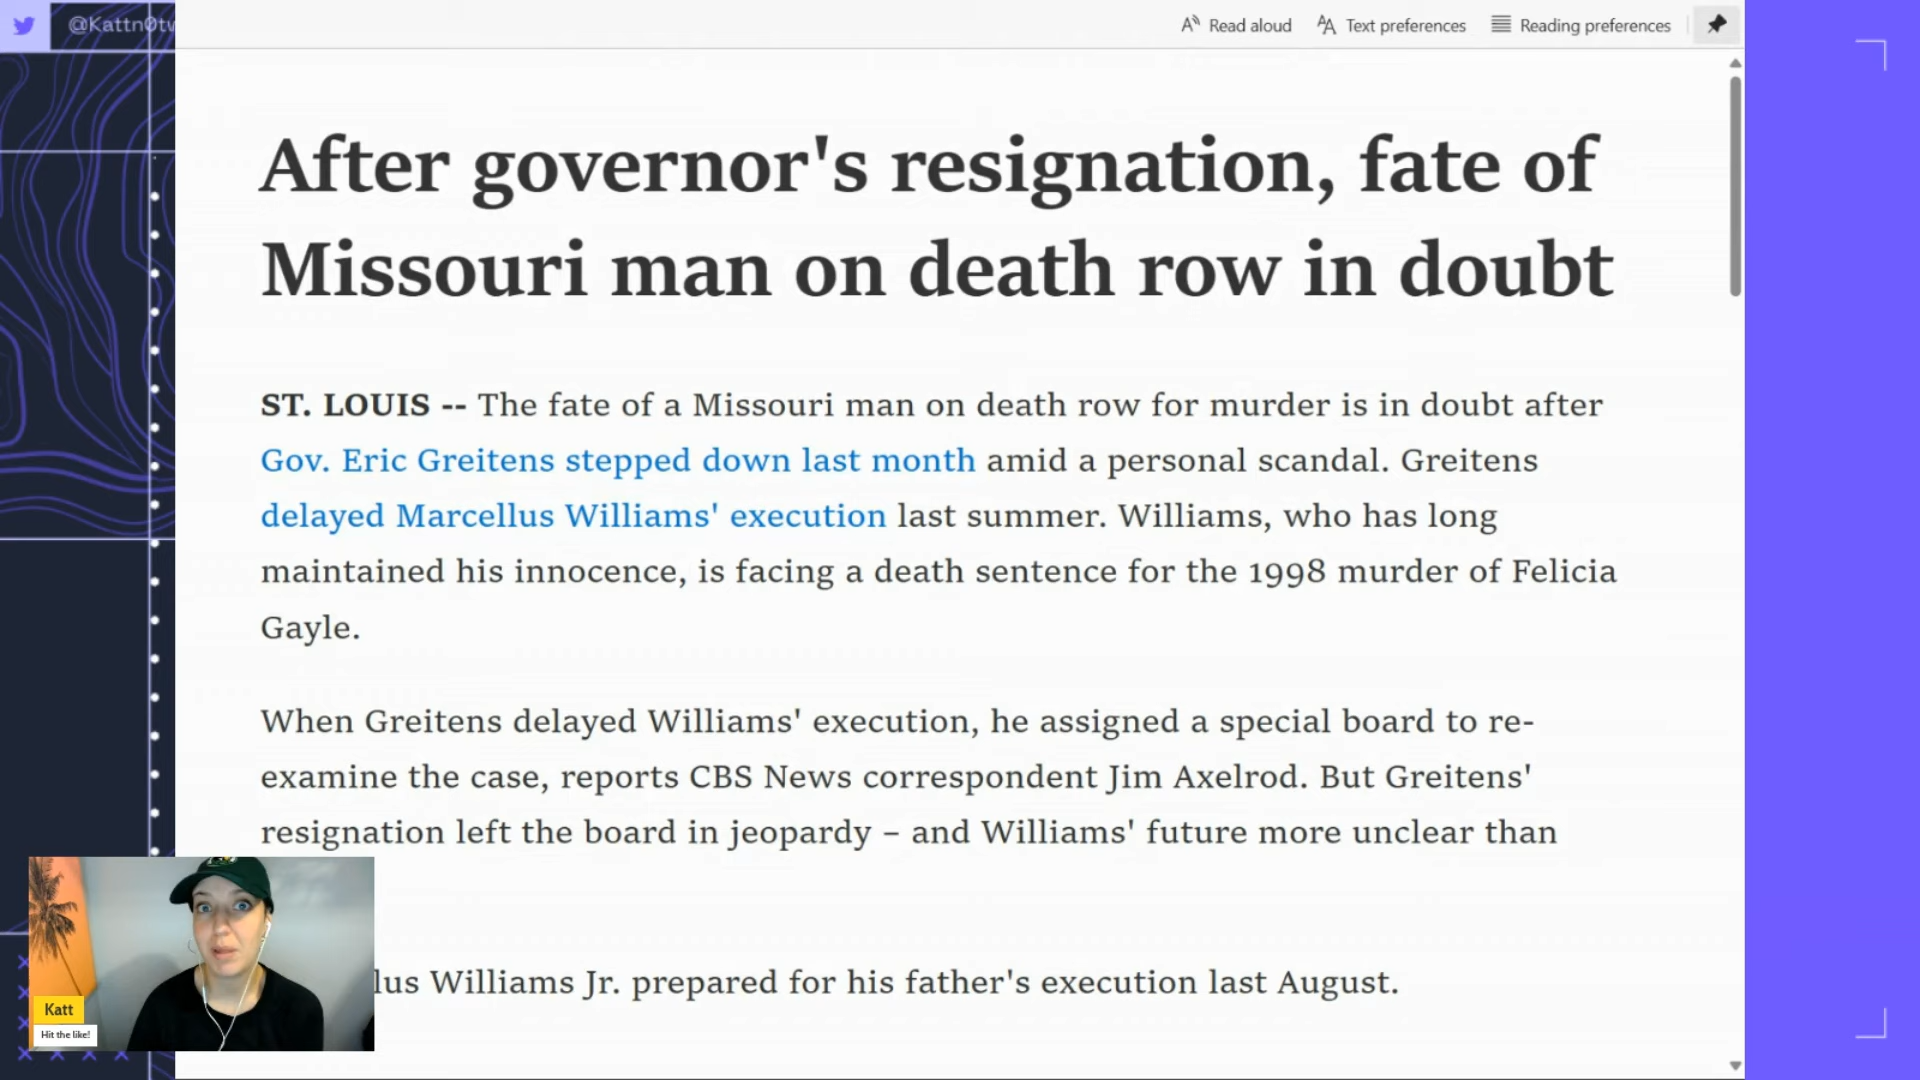 @Kattn0tv
Read aloud
Text preferences
Reading preferences
After governor's resignation, fate of
Missouri man on death row in doubt
ST. LOUIS -- The fate of a Missouri man on death row for murder is in doubt after
Gov. Eric Greitens stepped down last month amid a personal scandal. Greitens
delayed Marcellus Williams' execution last summer. Williams, who has long
maintained his innocence, is facing a death sentence for the 1998 murder of Felicia
Gayle.
When Greitens delayed Williams' execution, he assigned a special board to re-
examine the case, reports CBS News correspondent Jim Axelrod. But Greitens'
resignation left the board in jeopardy – and Williams' future more unclear than
lus Williams Jr. prepared for his father's execution last August.
Katt
Hit the like!